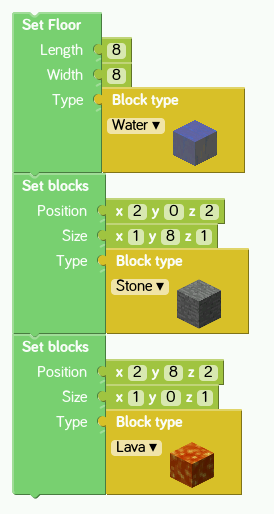 Set Floor
Length 8
Width 8
Type Block type
Water ▾
Set blocks
Position x 2 y 0 z 2
Size x 1 y 8 z 1
Type Block type
Stone ▾
Set blocks
Position x 2 y 8 z 2
Size x 1 y 0 z 1
Type Block type
Lava ▾